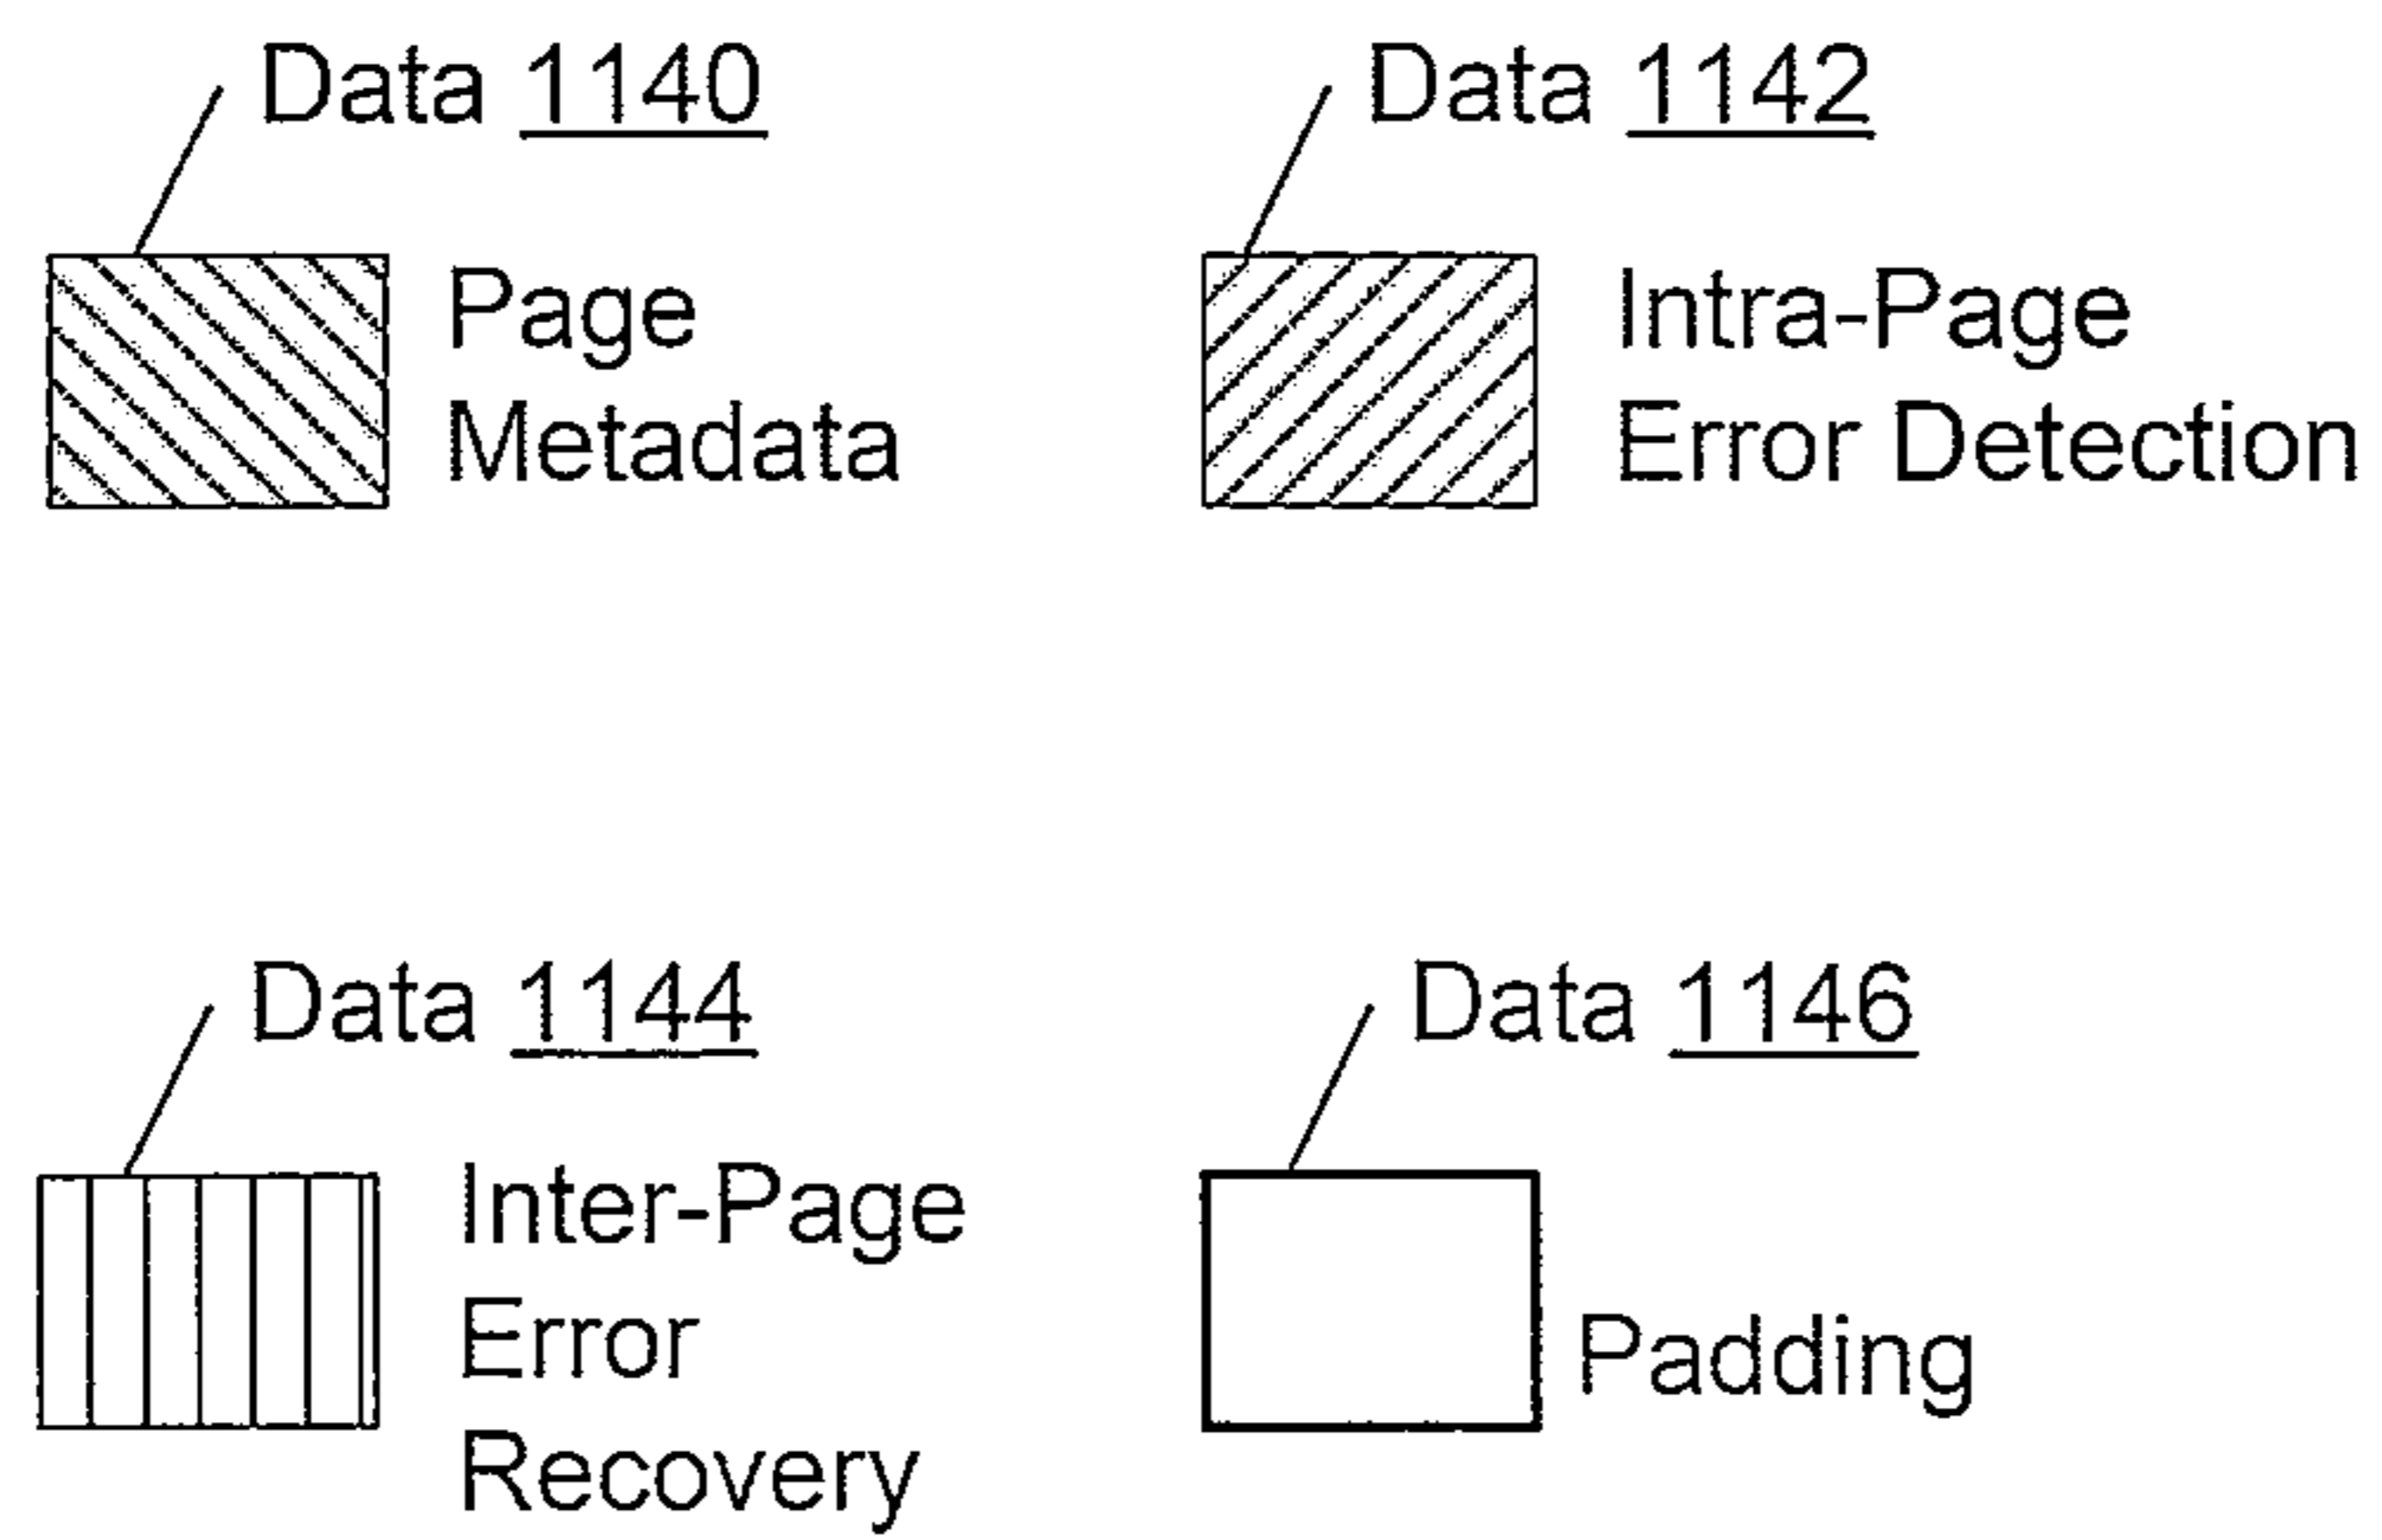 Data 1140
Page
Metadata
Data 1142
Intra-Page
Error Detection
Data 1144
Inter-Page
Error
Recovery
Data 1146
Padding